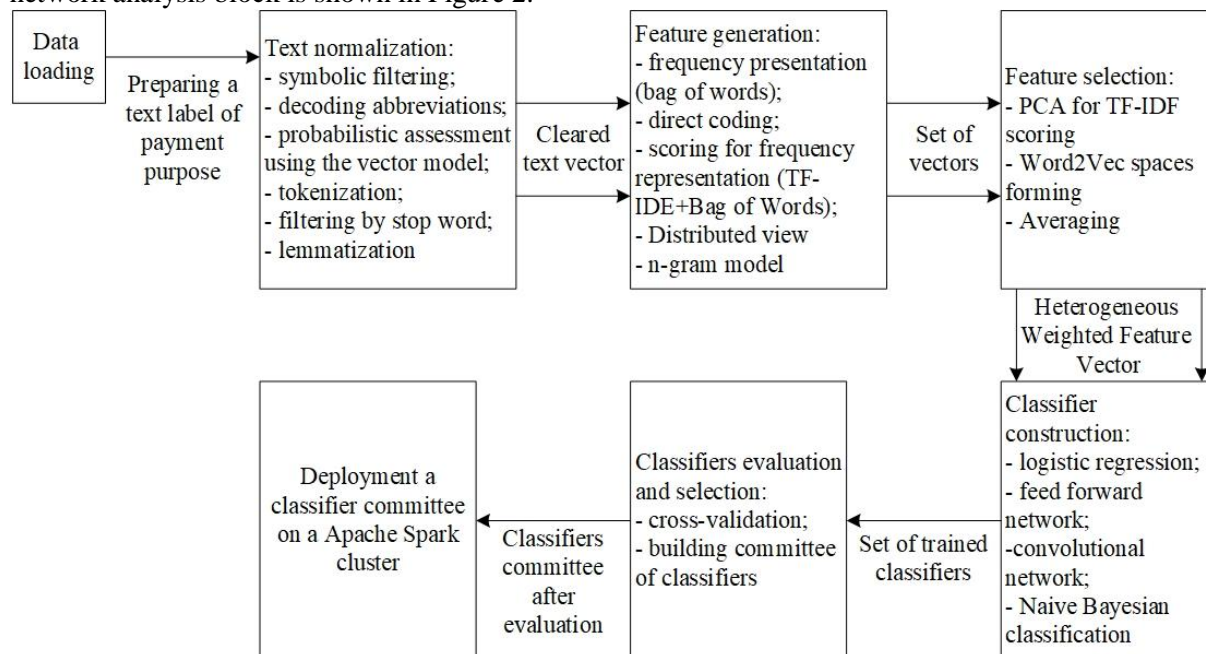 network analysis block is shown in Figure 2.
Data
loading
Preparing a
text label of
payment
purpose
Text normalization:
- symbolic filtering;
- decoding abbreviations;
- probabilistic assessment
using the vector model;
- tokenization;
- filtering by stop word;
- lemmatization
Cleared
text vector
Feature generation:
- frequency presentation
(bag of words);
- direct coding;
- scoring for frequency
representation (TF-
IDE+Bag of Words);
- Distributed view
- n-gram model
Set of
vectors
Feature selection:
- PCA for TF-IDF
scoring
- Word2Vec spaces
forming
- Averaging
Heterogeneous
Weighted Feature
Vector
Classifier
construction:
- logistic regression;
- feed forward
network;
-convolutional
network;
- Naive Bayesian
classification
Set of trained
classifiers
Classifiers evaluation
and selection:
- cross-validation;
- building committee
of classifiers
Classifiers
committee
after
evaluation
Deployment a
classifier committee
on a Apache Spark
cluster